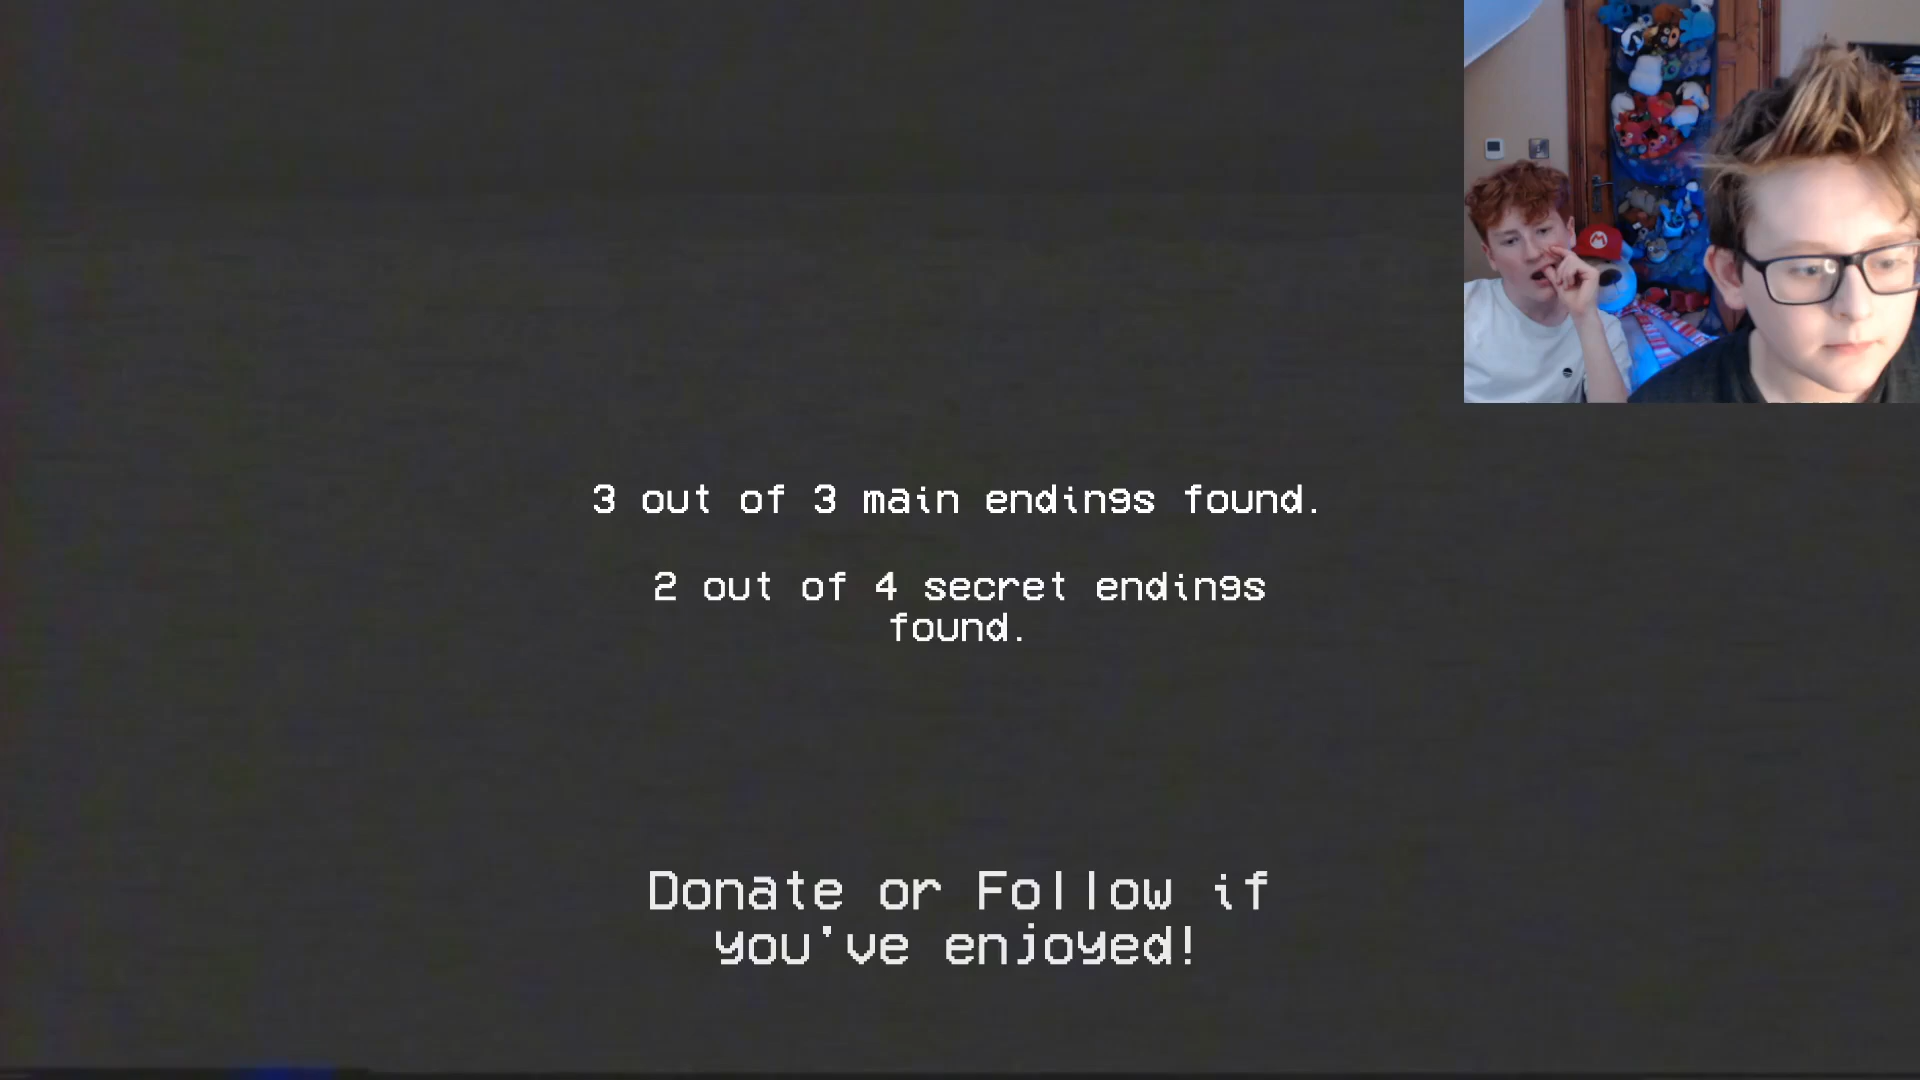 3 out of 3 main endings found.
2 out of 4 secret endings
found.
Donate or Follow if
you've enjoyed!
M